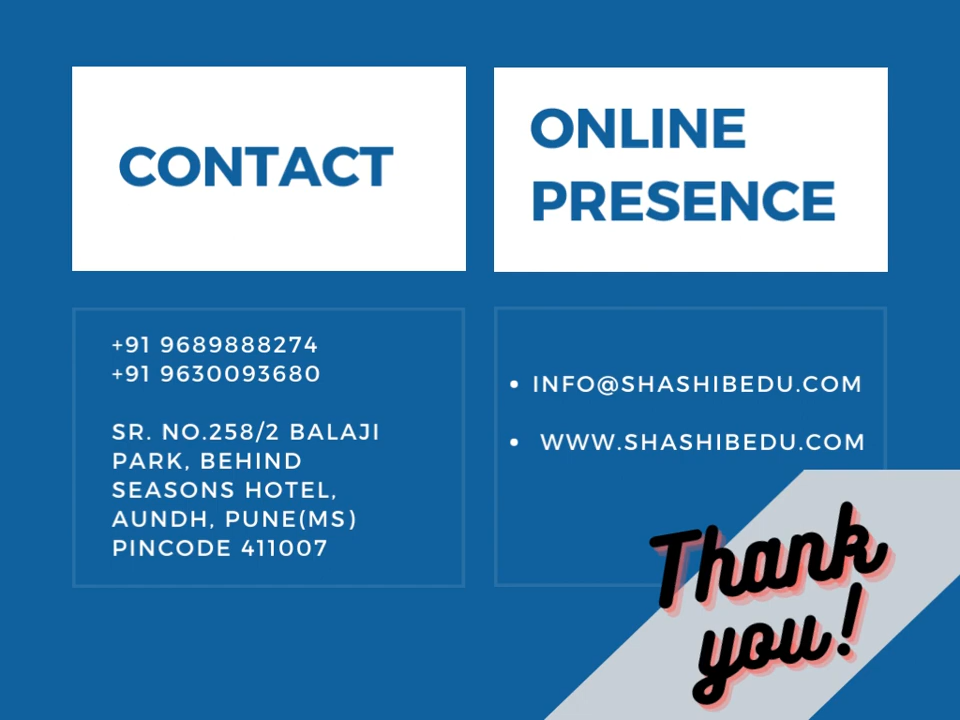 CONTACT
+91 9689888274
+91 9630093680
SR. NO.258/2 BALAJI
PARK, BEHIND
SEASONS HOTEL,
AUNDH, PUNE(MS)
PINCODE 411007
ONLINE
PRESENCE
• INFO@SHASHIBEDU.COM
• WWW.SHASHIBEDU.COM
Thank
you!